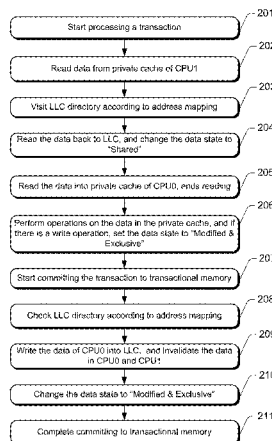 201
Start processing a transaction
202
Read data from private cache of CPU1
203
Visit LLC directory according to address mapping
204
Read the data back to LLC, and change the data state to
"Shared"
205
Read the data into private cache of CPU0, ends reading
206
Perform operations on the data in the private cache, and if
there is a write operation, set the data state to "Modified &
Exclusive"
207
Start committing the transaction to transactional memory
208
Check LLC directory according to address mapping
209
Write the data of CPU0 into LLC, and invalidate the data
in CPU0 and CPU1
210
Change the data state to "Modified & Exclusive"
211
Complete committing to transactional memory